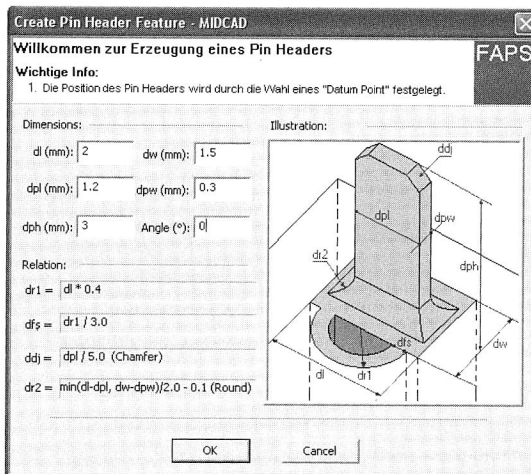 Create Pin Header Feature - MIDCAD
Willkommen zur Erzeugung eines Pin Headers
FAPS
Wichtige Info:
1. Die Position des Pin Headers wird durch die Wahl eines "Datum Point" festgelegt.
Dimensions:
dl (mm): 2 dw (mm): 1.5
dpl (mm): 1.2 dpw (mm): 0.3
dph (mm): 3 Angle (°): 0
Relation:
dr1 = dl * 0.4
dfs = dr1 / 3.0
ddj = dpl / 5.0 (Chamfer)
dr2 = min(dl-dpl, dw-dpw)/2.0 - 0.1 (Round)
Illustration:
ddj
dpl
dpw
dr2
dph
dfs
dw
dl
dr1
OK Cancel